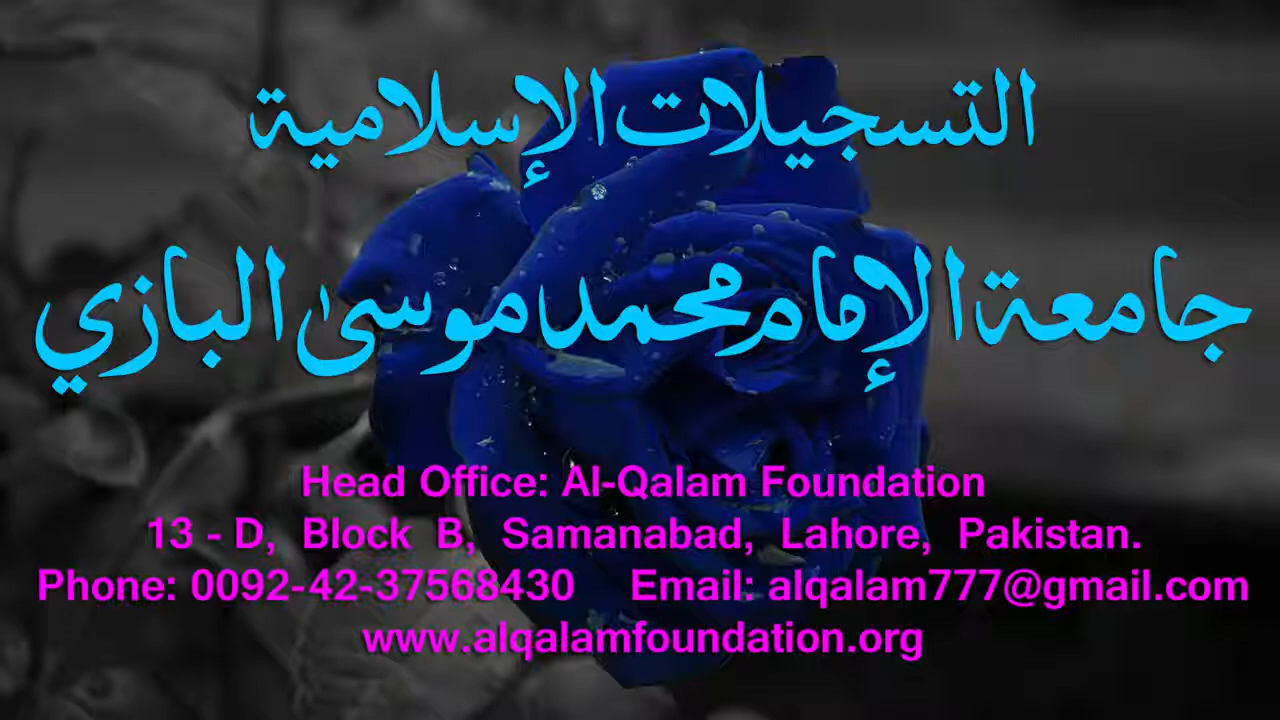 التسجيلات الإسلامية
جامعة الإمام محمد موسىٰ البازي
Head Office: Al-Qalam Foundation
13 - D, Block B, Samanabad, Lahore, Pakistan.
Phone: 0092-42-37568430 Email: alqalam777@gmail.com
www.alqalamfoundation.org